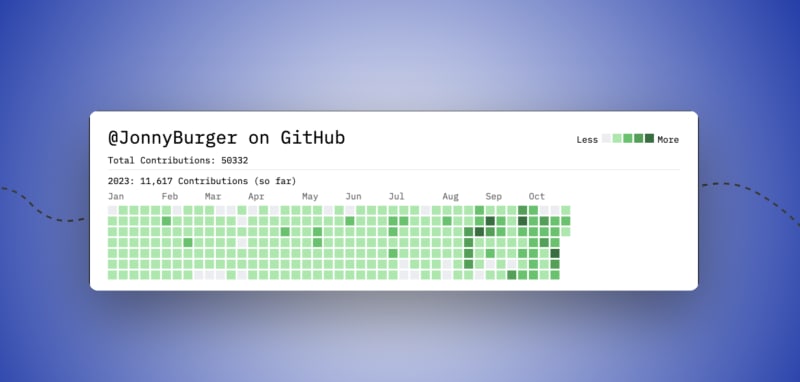 @JonnyBurger on GitHub
Less More
Total Contributions: 50332
2023: 11,617 Contributions (so far)
Jan Feb Mar Apr May Jun Jul Aug Sep Oct